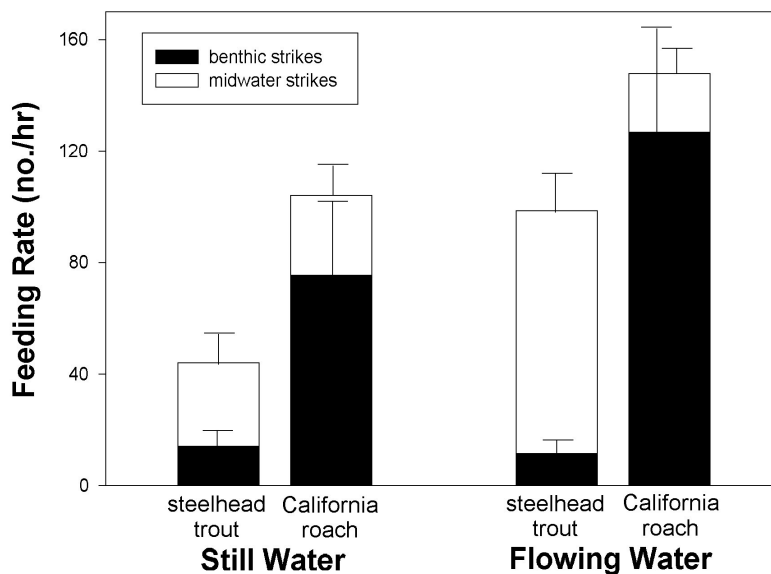 Feeding Rate (no./hr)
160
120
80
40
0
benthic strikes
midwater strikes
steelhead
trout
California
roach
steelhead
trout
California
roach
Still Water
Flowing Water